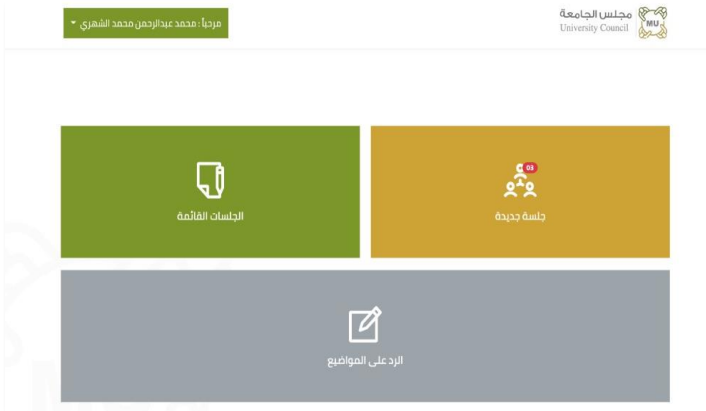 مجلس الجامعة
University Council
MU
مرحباً : محمد عبدالرحمن محمد الشهري
03
جلسة جديدة
الجلسات القائمة
الرد على المواضيع